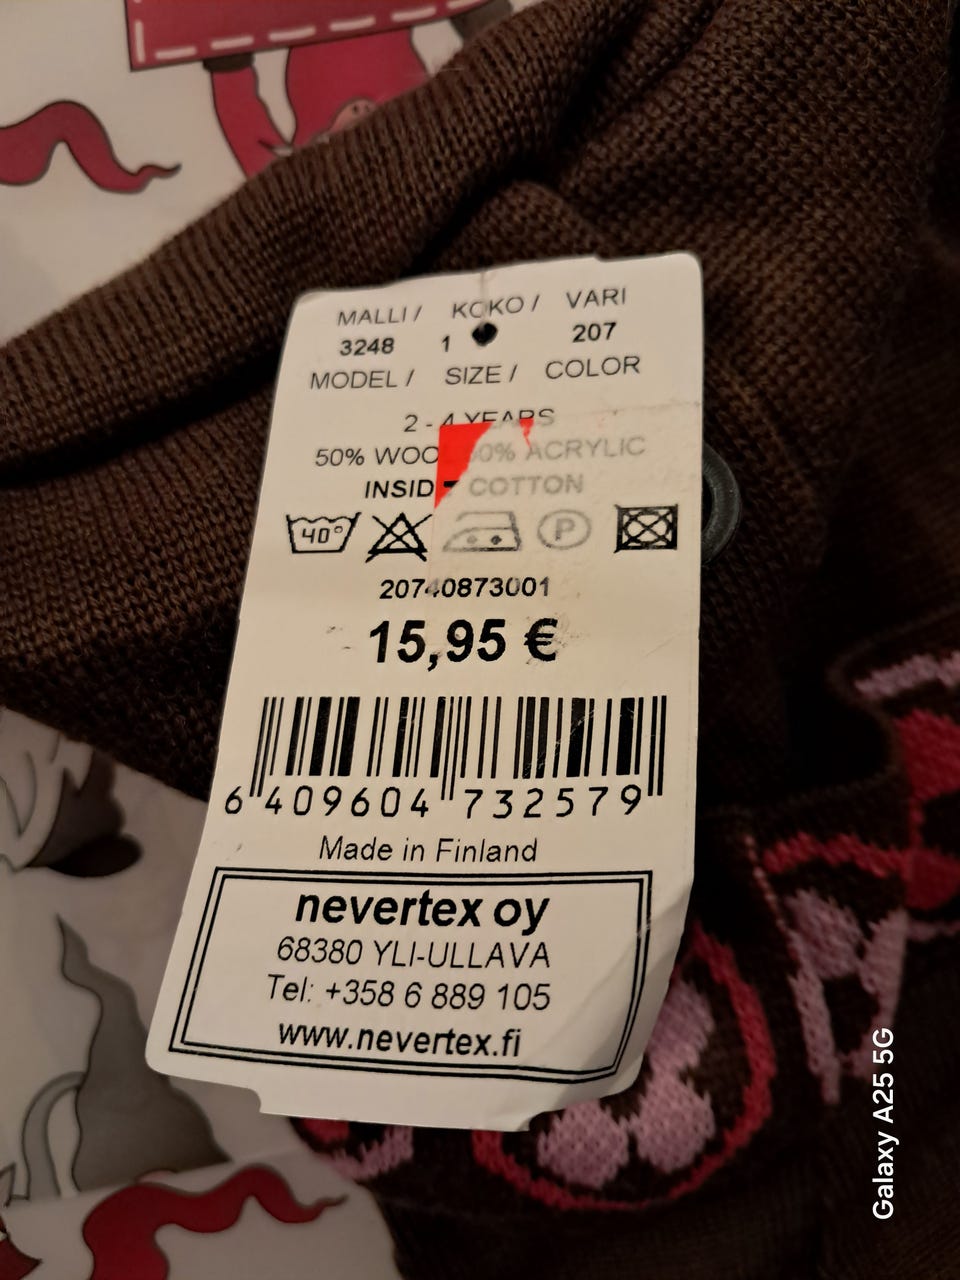 MALLI / KOKO / VARI
3248 1 207
MODEL / SIZE / COLOR
2 - 4 YEARS
50% WOO 50% ACRYLIC
INSIDE COTTON
40° P
20740873001
15,95 €
6 409604 732579
Made in Finland
nevertex oy
68380 YLI-ULLAVA
Tel: +358 6 889 105
www.nevertex.fi
Galaxy A25 5G